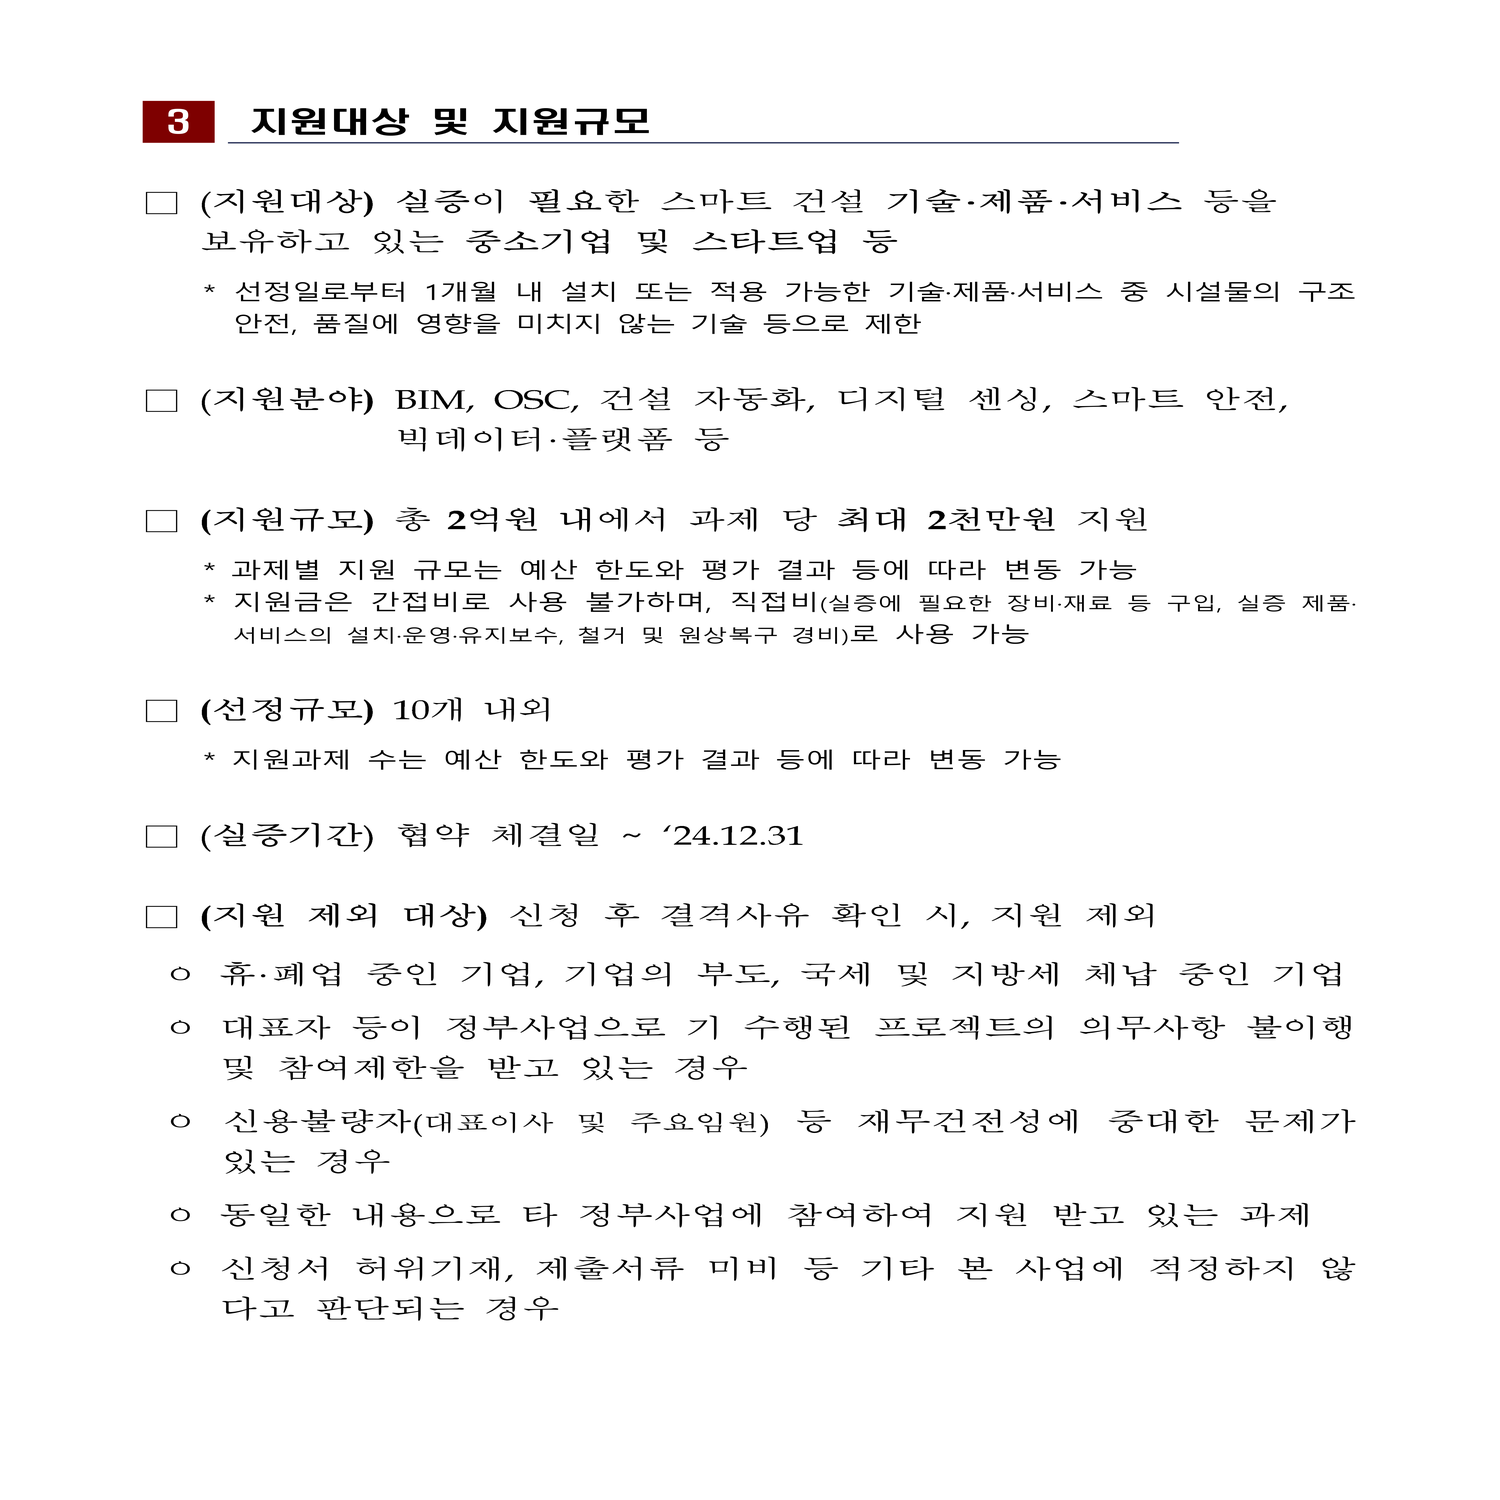 3 지원대상 및 지원규모
□ (지원대상) 실증이 필요한 스마트 건설 기술·제품·서비스 등을
보유하고 있는 중소기업 및 스타트업 등
* 선정일로부터 1개월 내 설치 또는 적용 가능한 기술·제품·서비스 중 시설물의 구조
안전, 품질에 영향을 미치지 않는 기술 등으로 제한
□ (지원분야) BIM, OSC, 건설 자동화, 디지털 센싱, 스마트 안전,
빅데이터·플랫폼 등
□ (지원규모) 총 2억원 내에서 과제 당 최대 2천만원 지원
* 과제별 지원 규모는 예산 한도와 평가 결과 등에 따라 변동 가능
* 지원금은 간접비로 사용 불가하며, 직접비(실증에 필요한 장비·재료 등 구입, 실증 제품·
서비스의 설치·운영·유지보수, 철거 및 원상복구 경비)로 사용 가능
□ (선정규모) 10개 내외
* 지원과제 수는 예산 한도와 평가 결과 등에 따라 변동 가능
□ (실증기간) 협약 체결일 ~ ‘24.12.31
□ (지원 제외 대상) 신청 후 결격사유 확인 시, 지원 제외
ㅇ 휴·폐업 중인 기업, 기업의 부도, 국세 및 지방세 체납 중인 기업
ㅇ 대표자 등이 정부사업으로 기 수행된 프로젝트의 의무사항 불이행
및 참여제한을 받고 있는 경우
ㅇ 신용불량자(대표이사 및 주요임원) 등 재무건전성에 중대한 문제가
있는 경우
ㅇ 동일한 내용으로 타 정부사업에 참여하여 지원 받고 있는 과제
ㅇ 신청서 허위기재, 제출서류 미비 등 기타 본 사업에 적정하지 않
다고 판단되는 경우